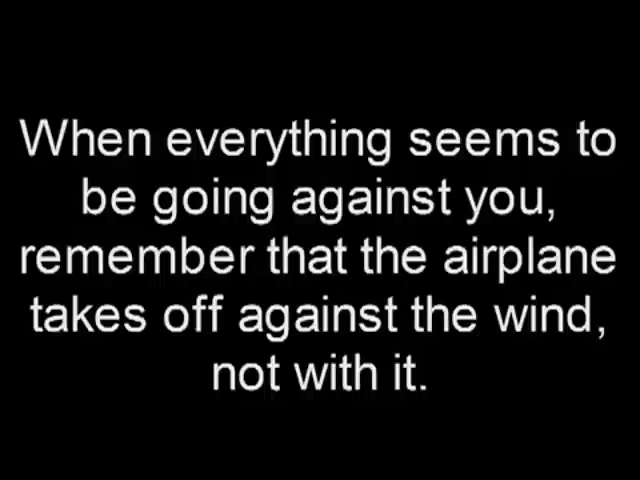 When everything seems to
be going against you,
remember that the airplane
takes off against the wind,
not with it.